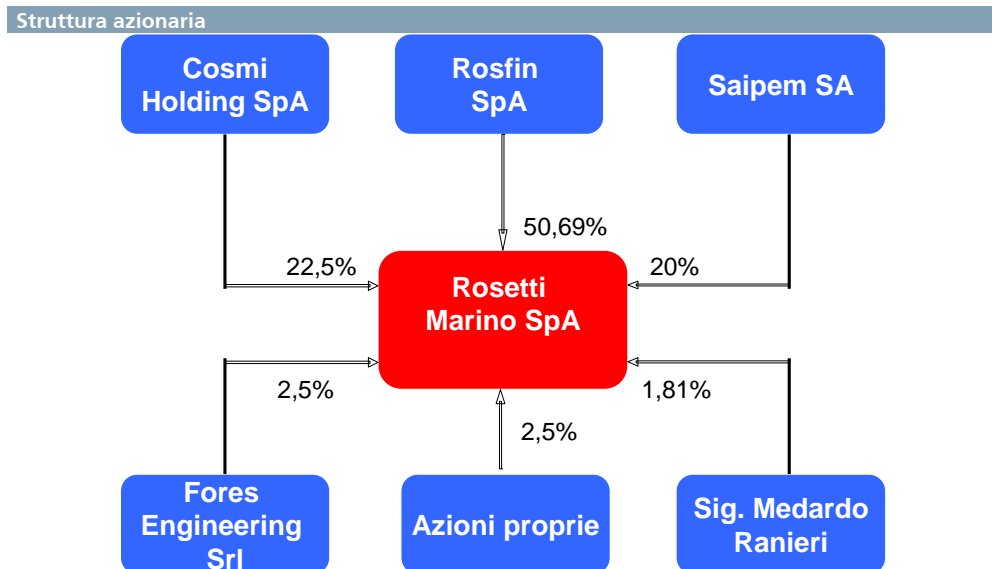 Struttura azionaria
Cosmi
Holding SpA
Rosfin
SpA
Saipem SA
50,69%
22,5%
20%
Rosetti
Marino SpA
2,5%
1,81%
2,5%
Fores
Engineering
Srl
Azioni proprie
Sig. Medardo
Ranieri